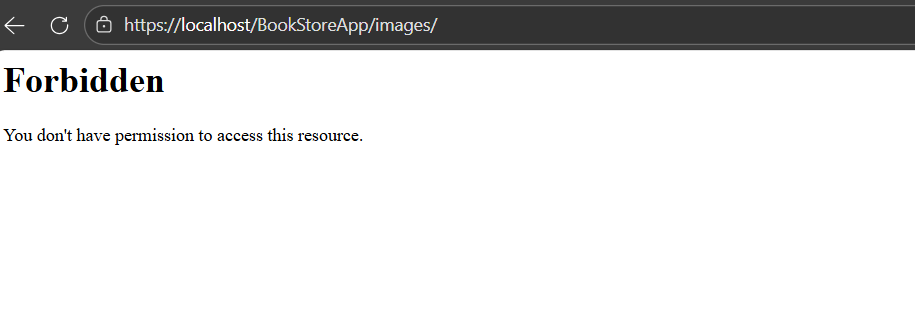 https://localhost/BookStoreApp/images/
Forbidden
You don't have permission to access this resource.